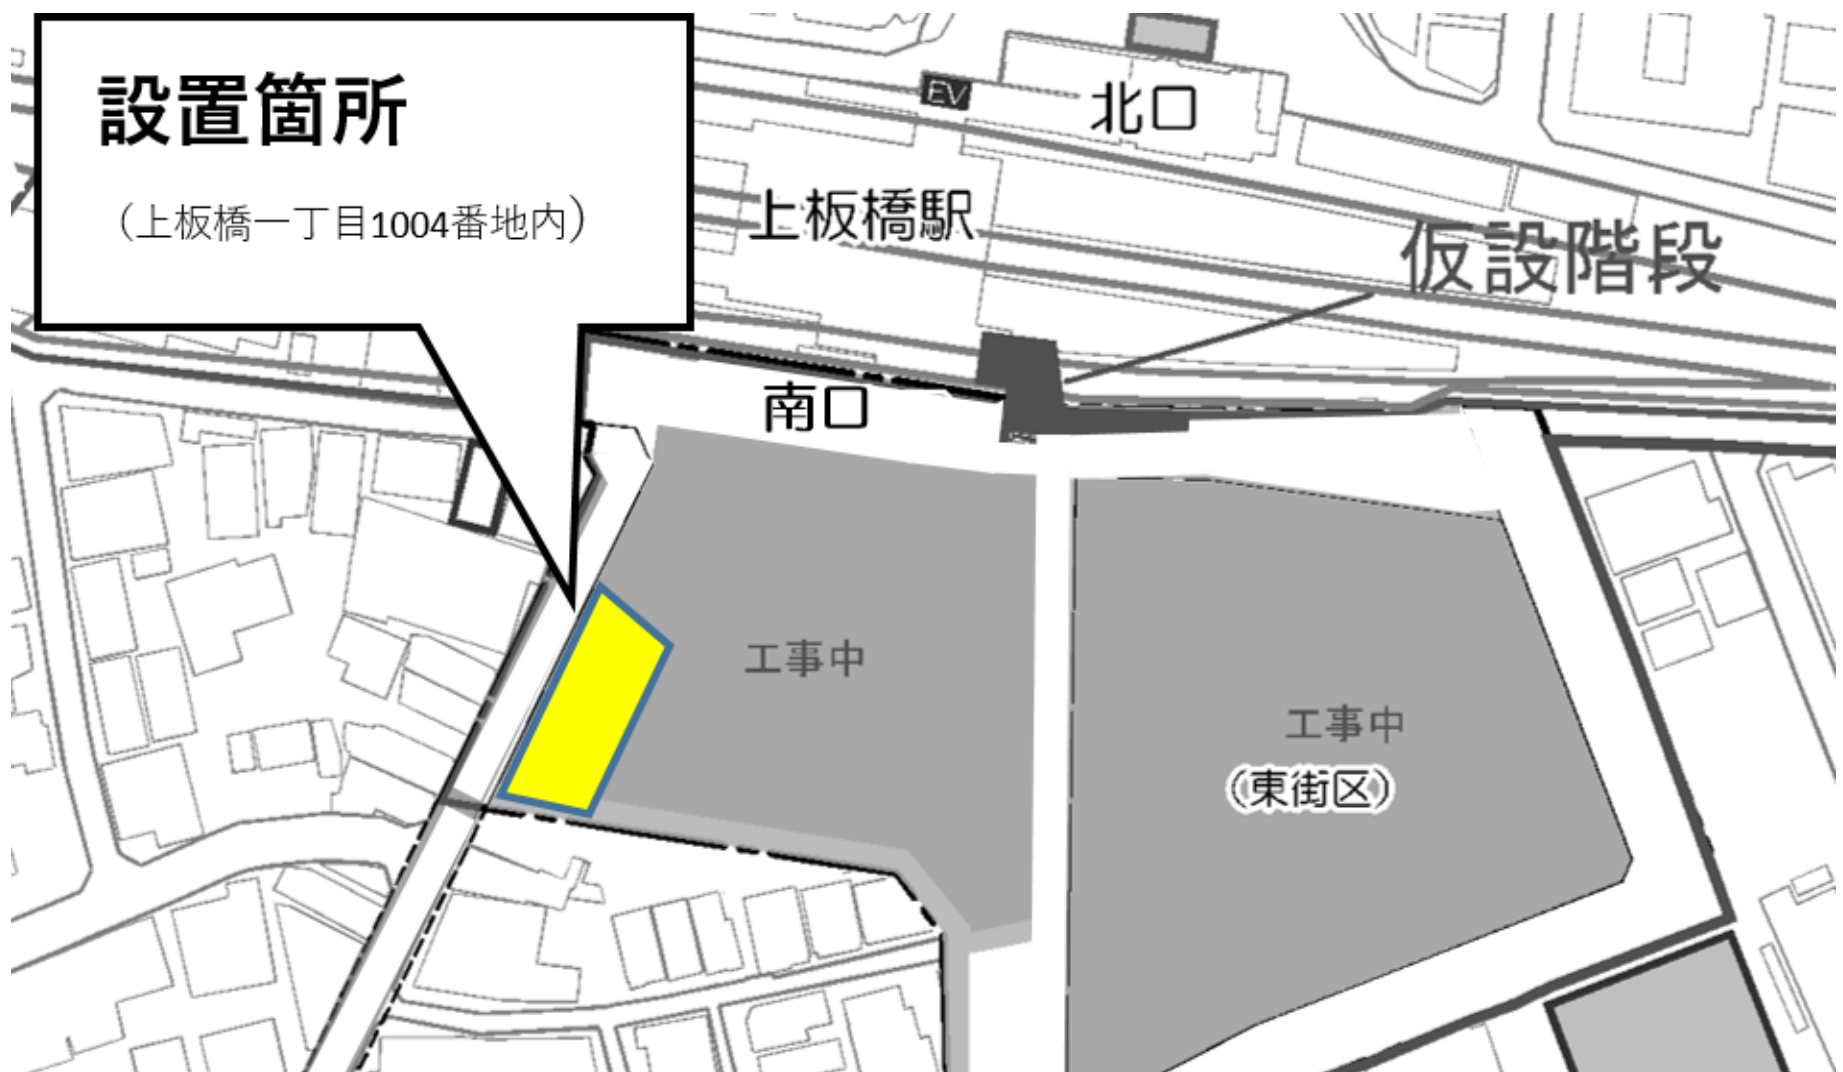 設置箇所
（上板橋一丁目1004番地内）
EV
北口
上板橋駅
仮設階段
南口
工事中
工事中
（東街区）